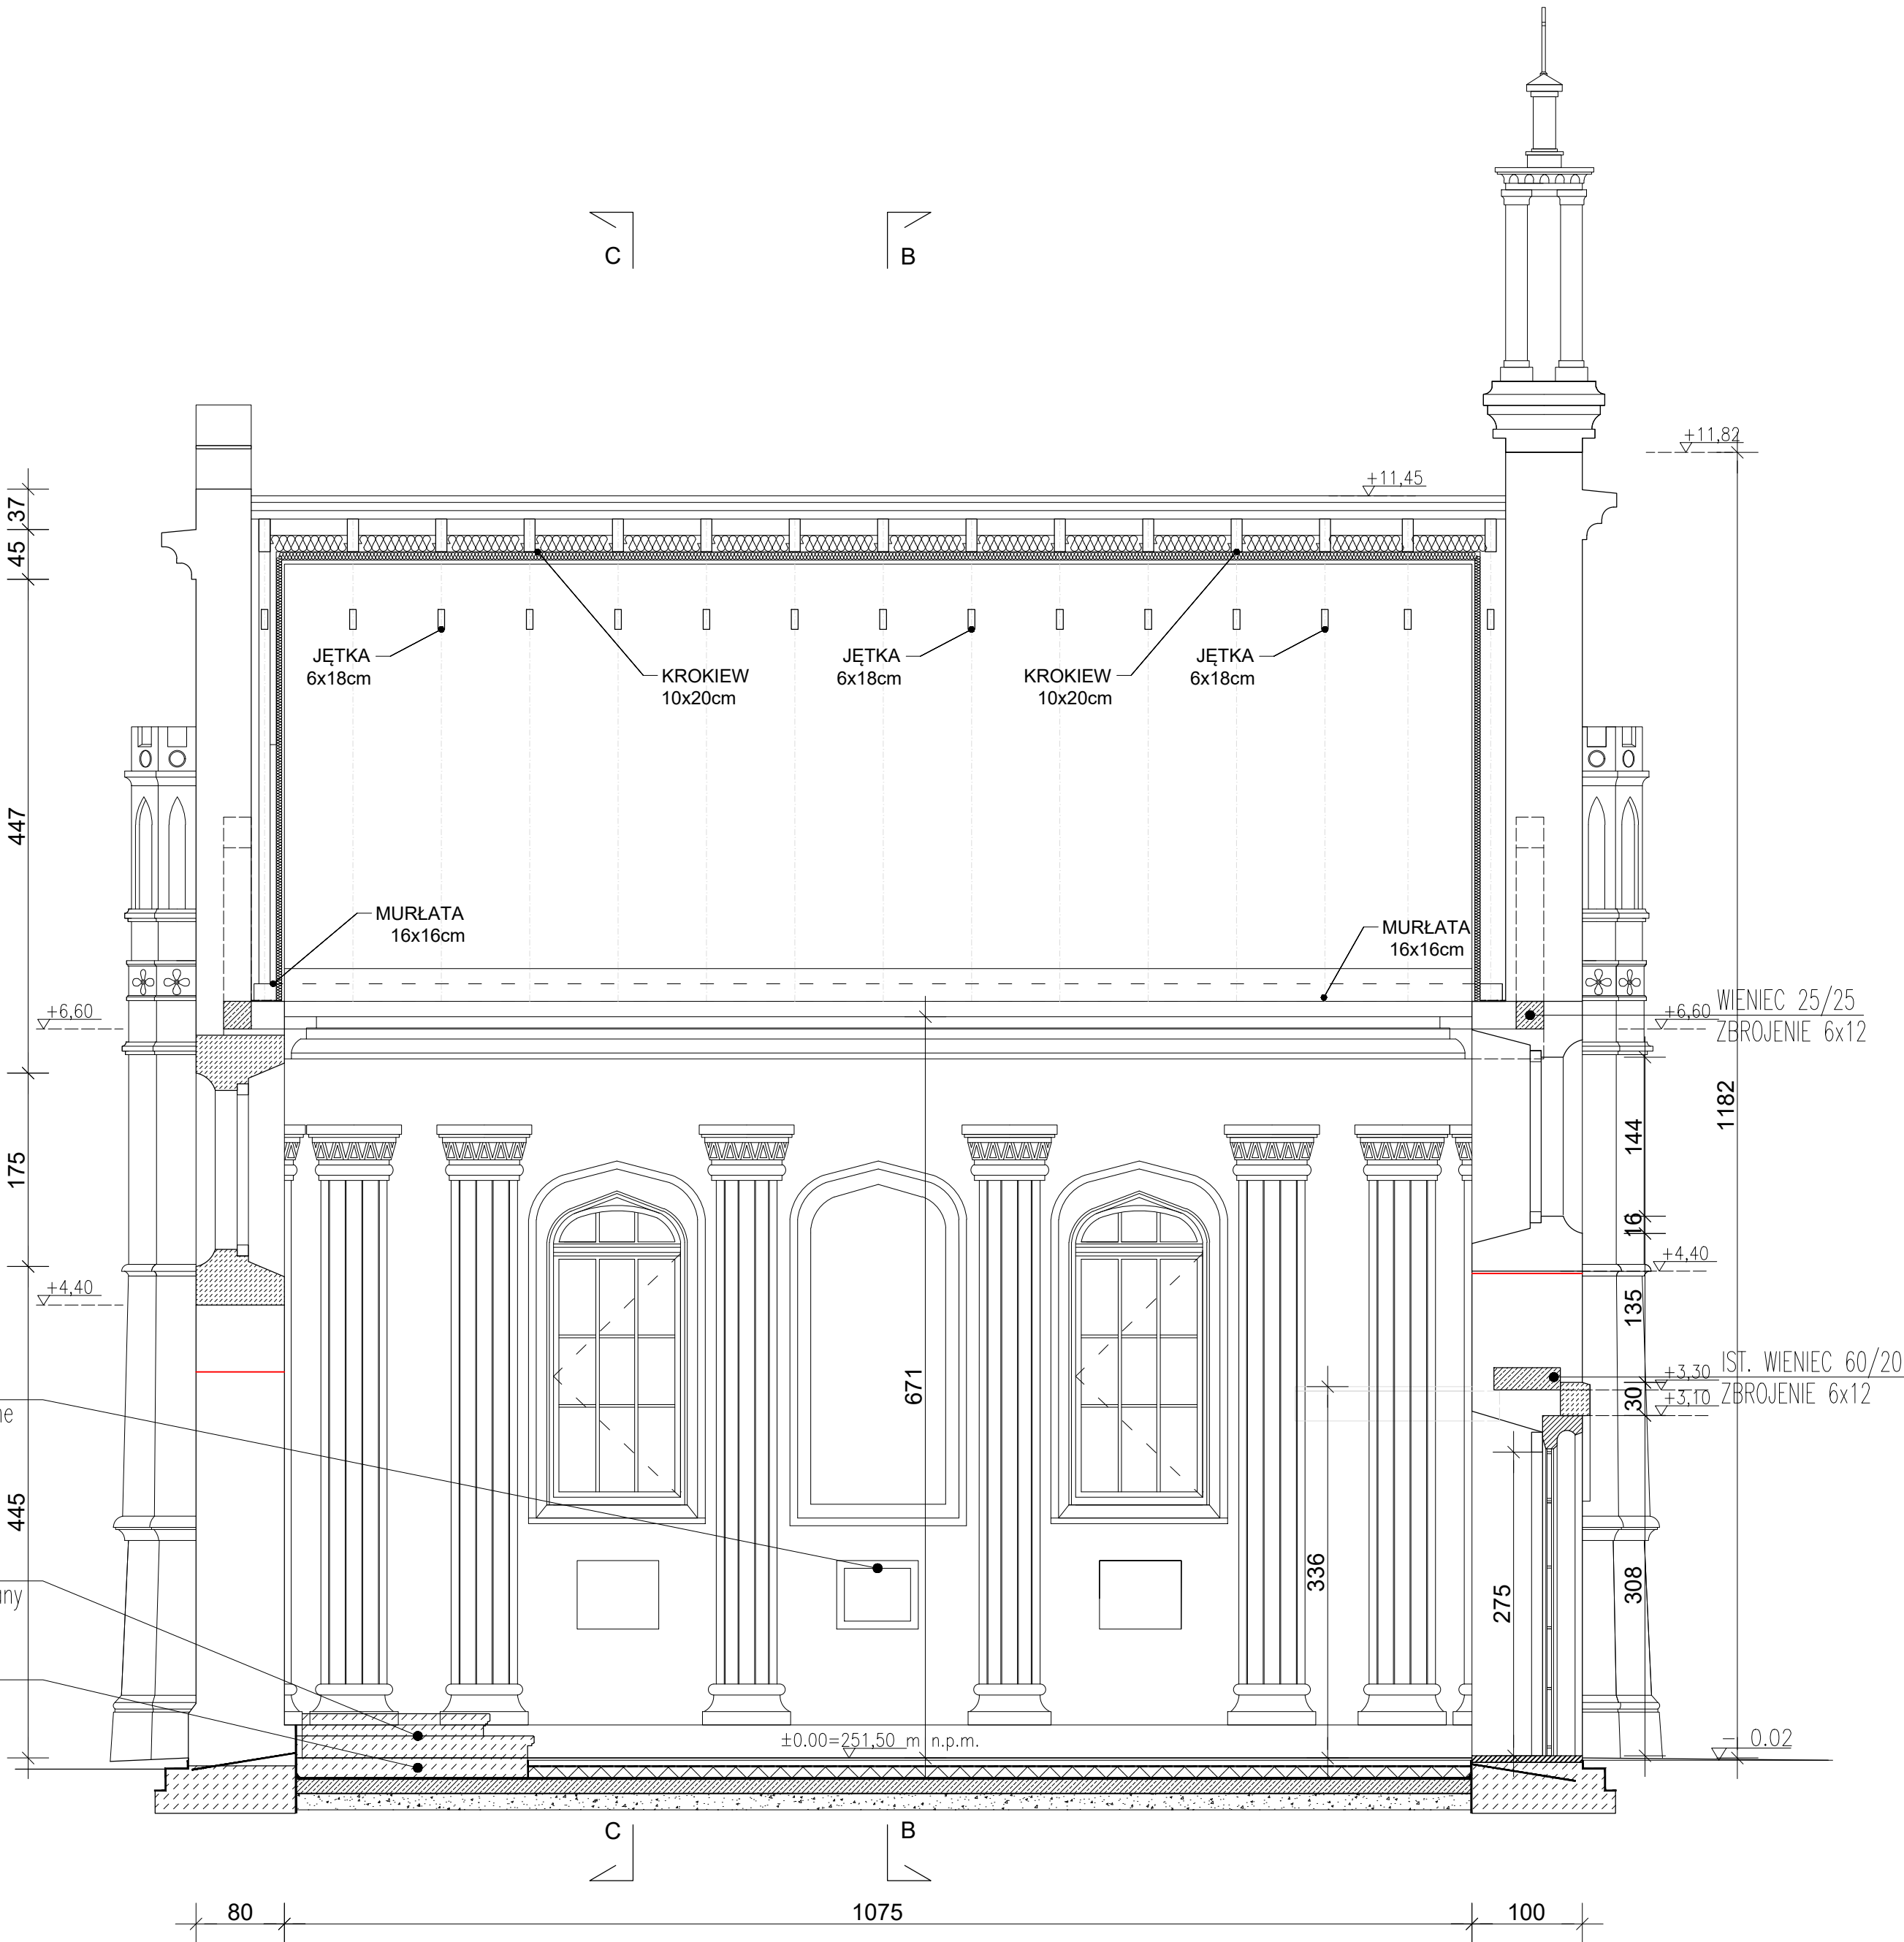 C
B
+11,82
+11,45
37
45
JĘTKA
6x18cm
KROKIEW
10x20cm
JĘTKA
6x18cm
KROKIEW
10x20cm
JĘTKA
6x18cm
447
MURŁATA
16x16cm
MURŁATA
16x16cm
+6,60
+6,60
WIENIEC 25/25
ZBROJENIE 6x12
1182
144
175
16
+4,40
+4,40
135
671
+3,30
IST. WIENIEC 60/20
+3,10
ZBROJENIE 6x12
30
445
336
275
308
±0.00=251,50 m n.p.m.
- 0.02
C
B
80
1075
100